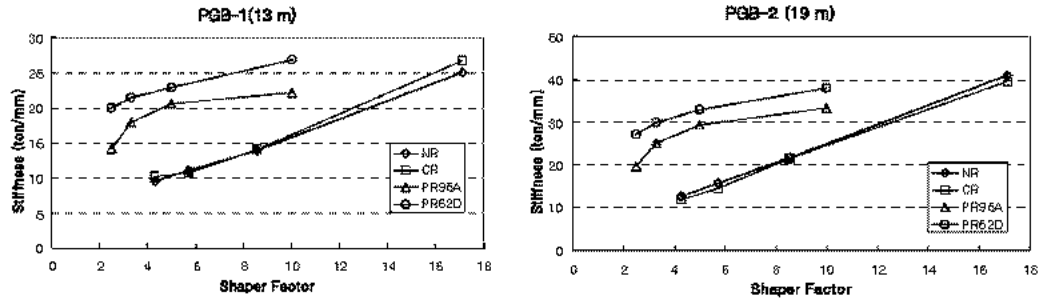 PGB-1(13 m)
30
25
20
15
10
5
0
Stiffness (ton/mm)
NR
CR
PR95A
PR62D
0 2 4 6 8 10 12 14 16 18
Shaper Factor
PGB-2 (19 m)
50
40
30
20
10
0
Stiffness (ton/mm)
NR
CR
PR95A
PR62D
0 2 4 6 8 10 12 14 16 18
Shaper Factor